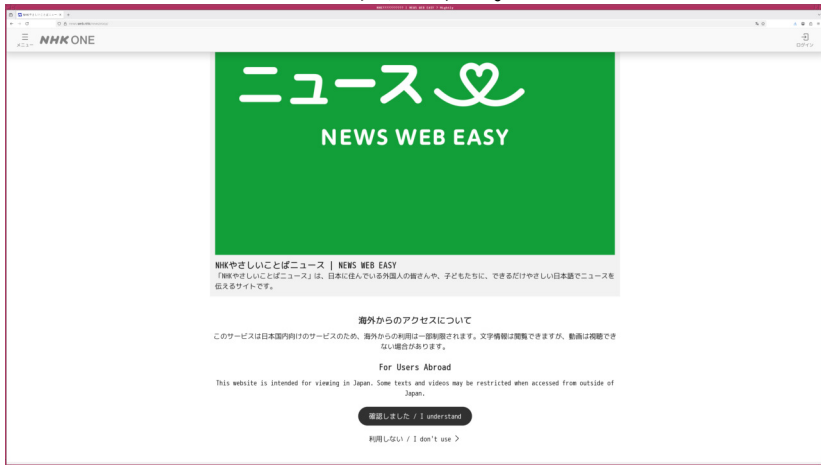 メニュー
NHK ONE
ログイン
ニュース
NEWS WEB EASY
NHKやさしいことばニュース | NEWS WEB EASY
「NHKやさしいことばニュース」は、日本に住んでいる外国人の皆さんや、子どもたちに、できるだけやさしい日本語でニュースを
伝えるサイトです。
海外からのアクセスについて
このサービスは日本国内向けのサービスのため、海外からの利用は一部制限されます。文字情報は閲覧できますが、動画は視聴でき
ない場合があります。
For Users Abroad
This website is intended for viewing in Japan. Some texts and videos may be restricted when accessed from outside of
Japan.
確認しました / I understand
利用しない / I don't use